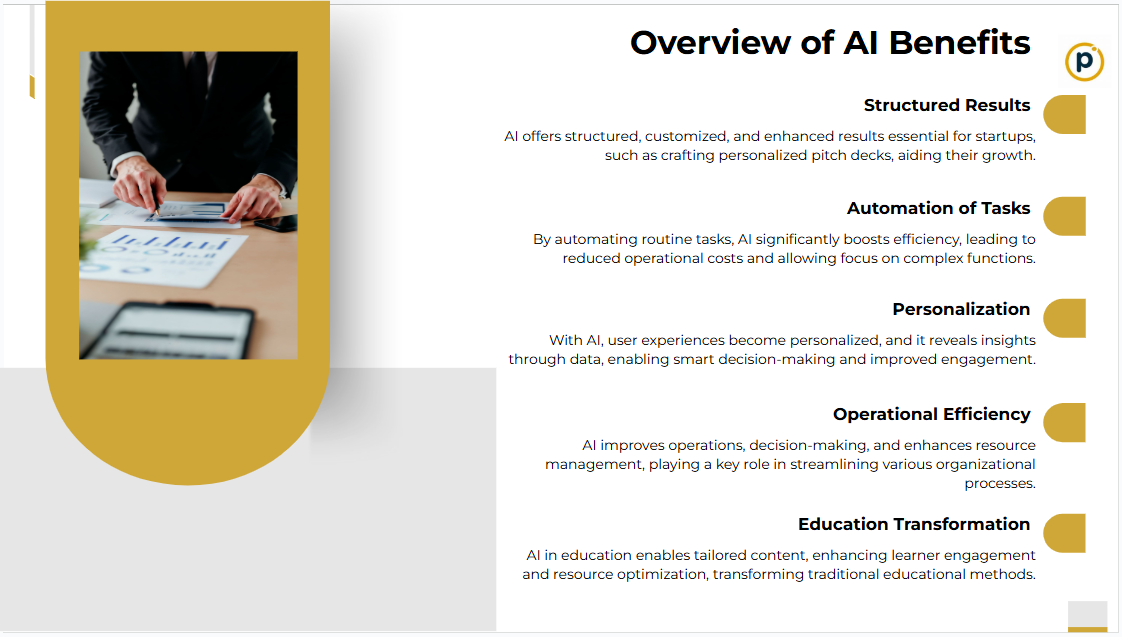 Overview of AI Benefits
p
Structured Results
AI offers structured, customized, and enhanced results essential for startups,
such as crafting personalized pitch decks, aiding their growth.
Automation of Tasks
By automating routine tasks, AI significantly boosts efficiency, leading to
reduced operational costs and allowing focus on complex functions.
Personalization
With AI, user experiences become personalized, and it reveals insights
through data, enabling smart decision-making and improved engagement.
Operational Efficiency
AI improves operations, decision-making, and enhances resource
management, playing a key role in streamlining various organizational
processes.
Education Transformation
AI in education enables tailored content, enhancing learner engagement
and resource optimization, transforming traditional educational methods.